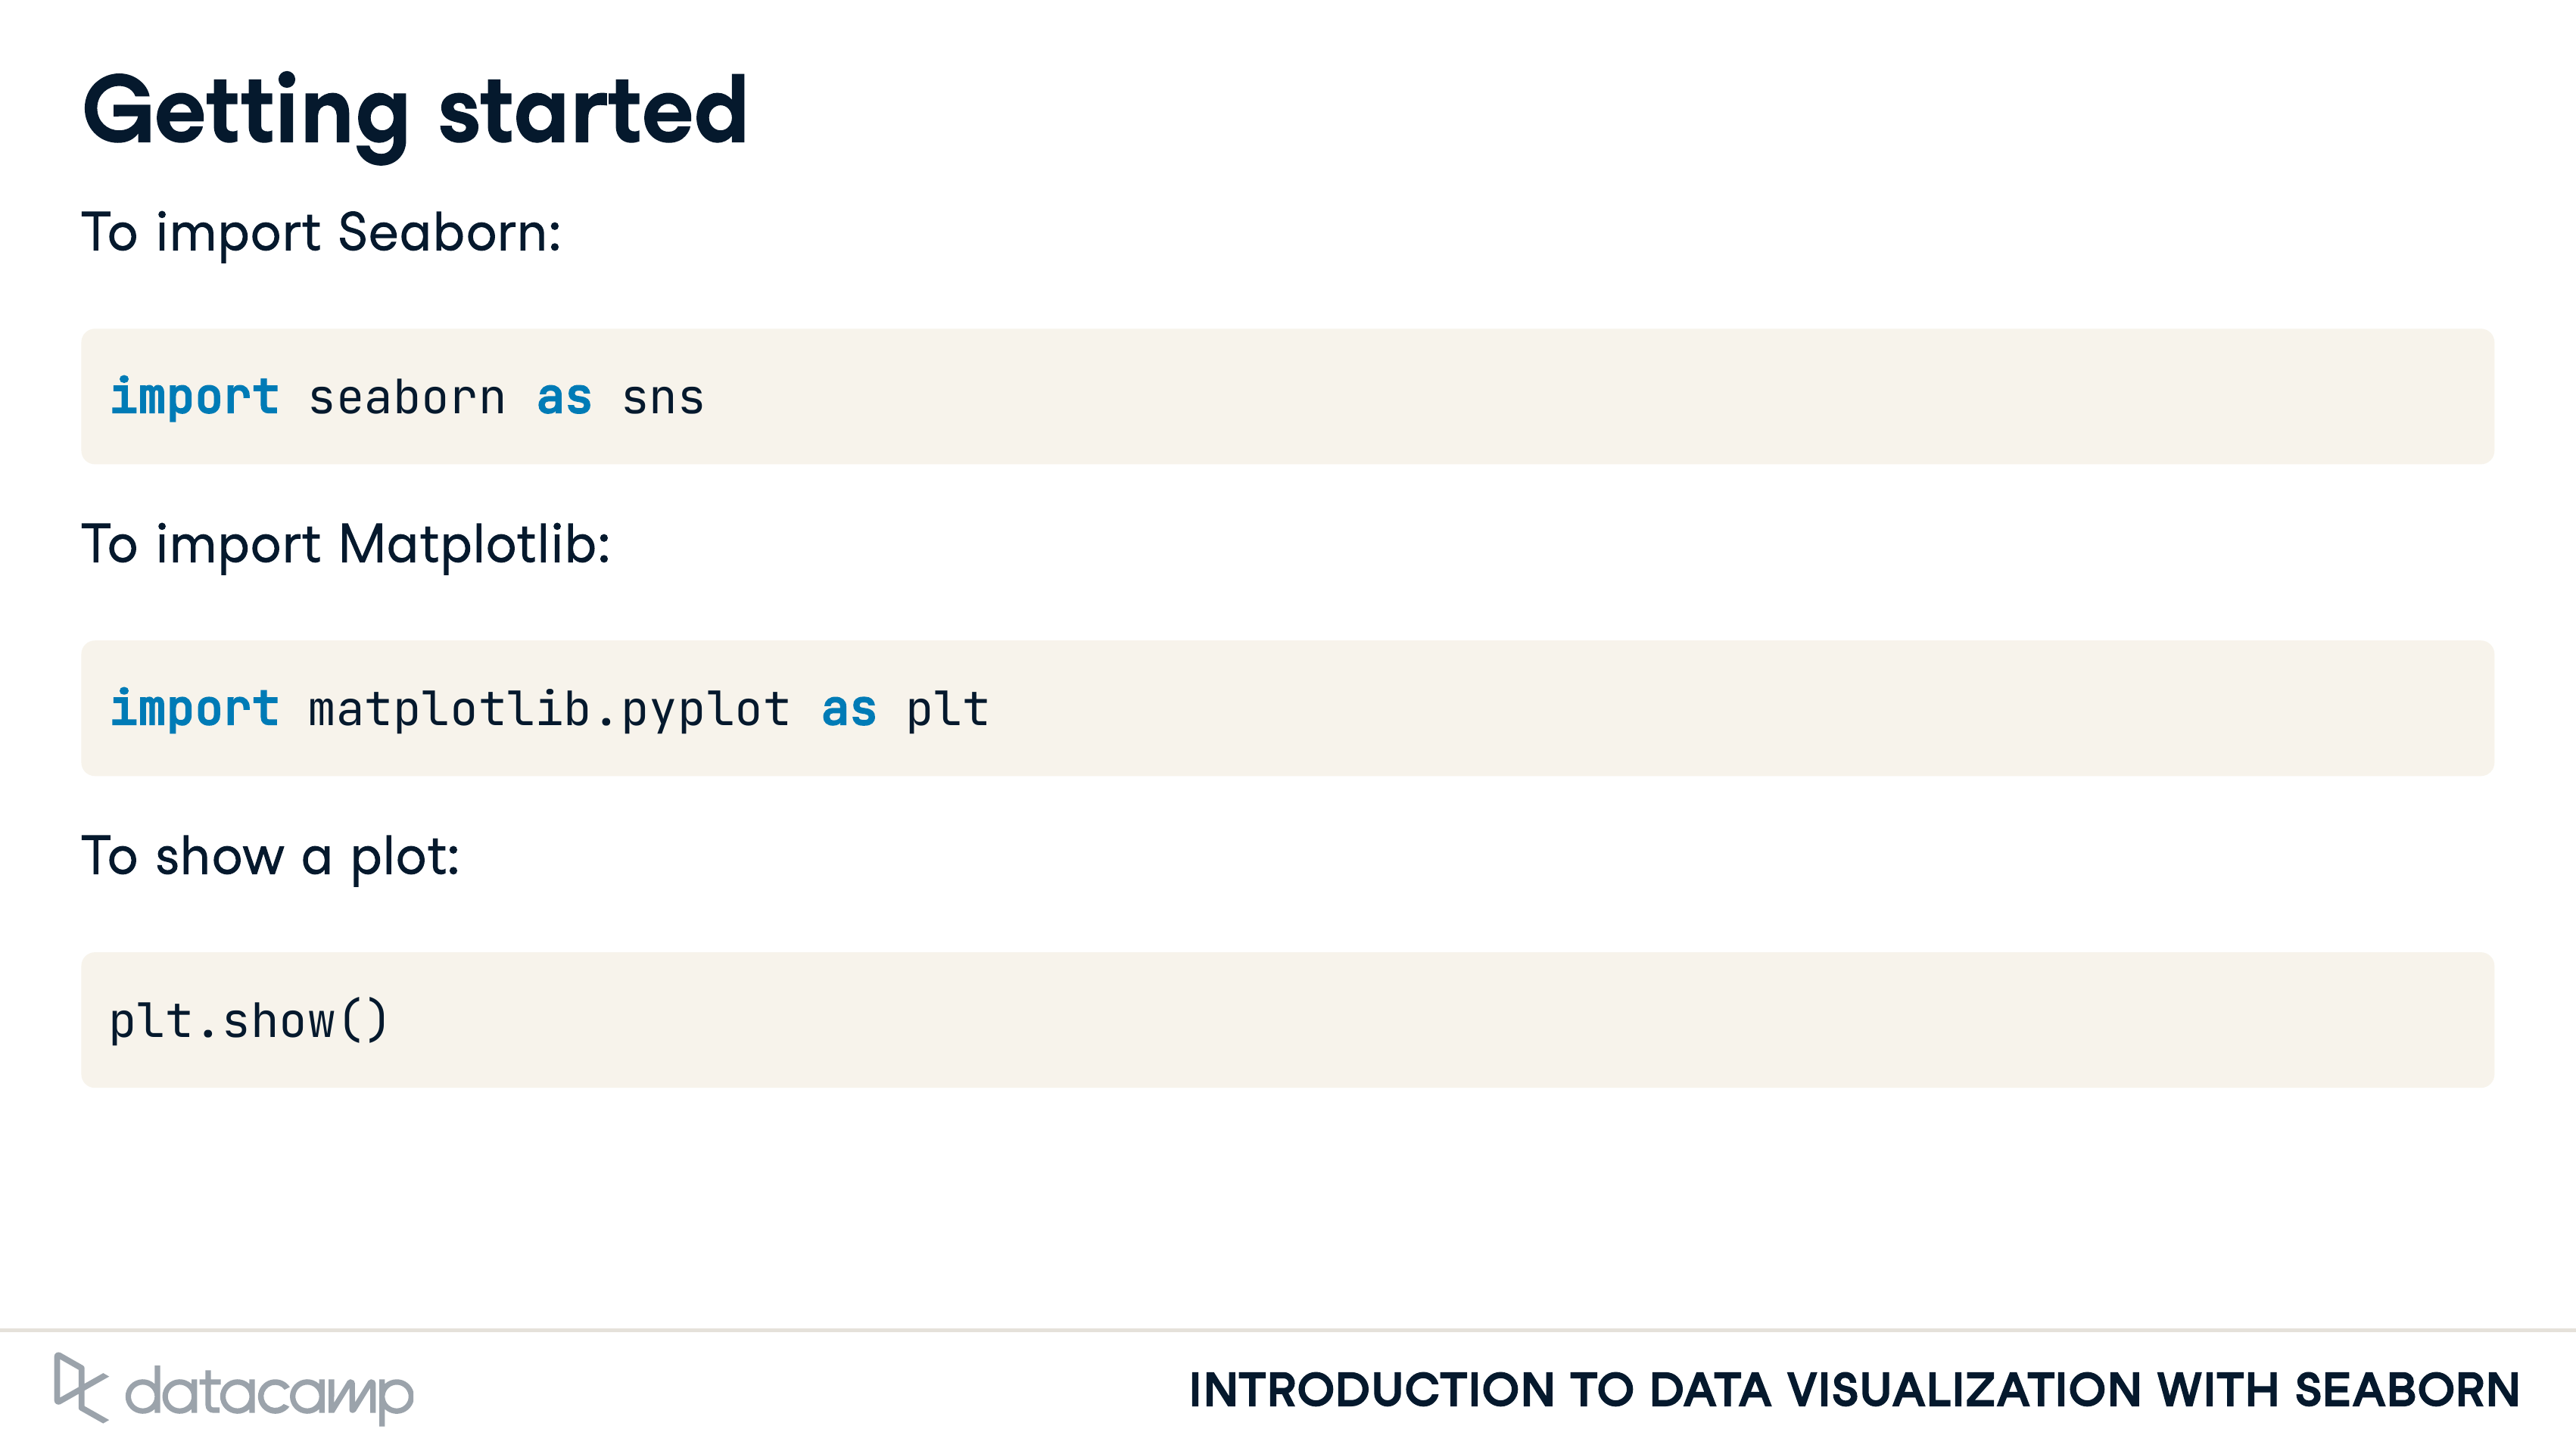 Getting started
To import Seaborn:
import seaborn as sns
To import Matplotlib:
import matplotlib.pyplot as plt
To show a plot:
plt.show()
datacamp
INTRODUCTION TO DATA VISUALIZATION WITH SEABORN